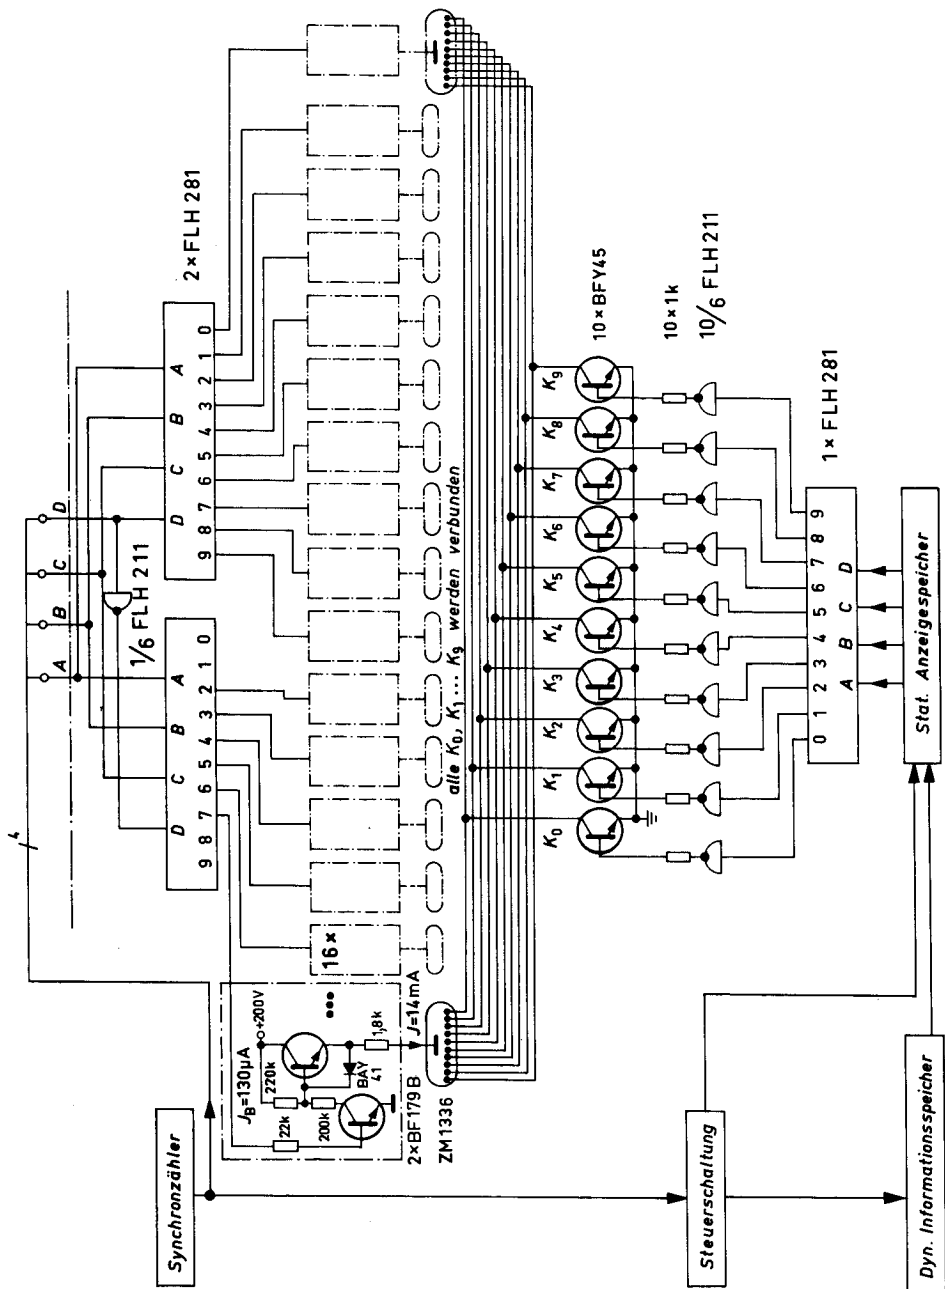 Synchronzähler
4
A
B
C
D
1/6 FLH 211
2×FLH 281
D C B A
9 8 7 6 5 4 3 2 1 0
D C B A
9 8 7 6 5 4 3 2 1 0
16×
J_B=130µA
+200V
220k
22k
200k
BAY 41
1,8k
J=14mA
2×BF179B
ZM1336
alle K₀, K₁ ... K₉ werden verbunden
K₀ K₁ K₂ K₃ K₄ K₅ K₆ K₇ K₈ K₉
10×BFY45
10×1k
10/6 FLH 211
0 1 2 3 4 5 6 7 8 9
A B C D
1×FLH 281
Steuerschaltung
Stat. Anzeigespeicher
Dyn. Informationsspeicher